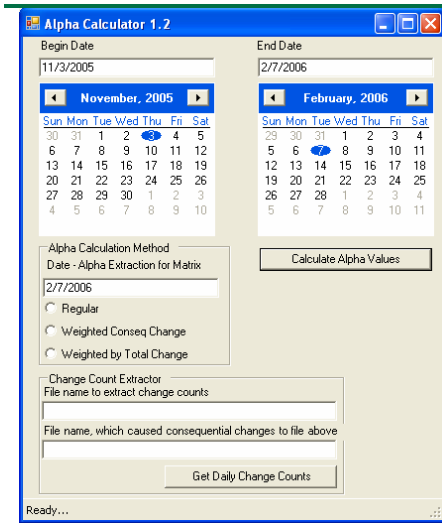 Alpha Calculator 1.2
Begin Date
End Date
11/3/2005
2/7/2006
November, 2005
Sun Mon Tue Wed Thu Fri Sat
30 31 1 2 3 4 5
6 7 8 9 10 11 12
13 14 15 16 17 18 19
20 21 22 23 24 25 26
27 28 29 30 1 2 3
4 5 6 7 8 9 10
February, 2006
Sun Mon Tue Wed Thu Fri Sat
29 30 31 1 2 3 4
5 6 7 8 9 10 11
12 13 14 15 16 17 18
19 20 21 22 23 24 25
26 27 28 1 2 3 4
5 6 7 8 9 10 11
Alpha Calculation Method
Date - Alpha Extraction for Matrix
2/7/2006
Regular
Weighted Conseq Change
Weighted by Total Change
Calculate Alpha Values
Change Count Extractor
File name to extract change counts
File name, which caused consequential changes to file above
Get Daily Change Counts
Ready...